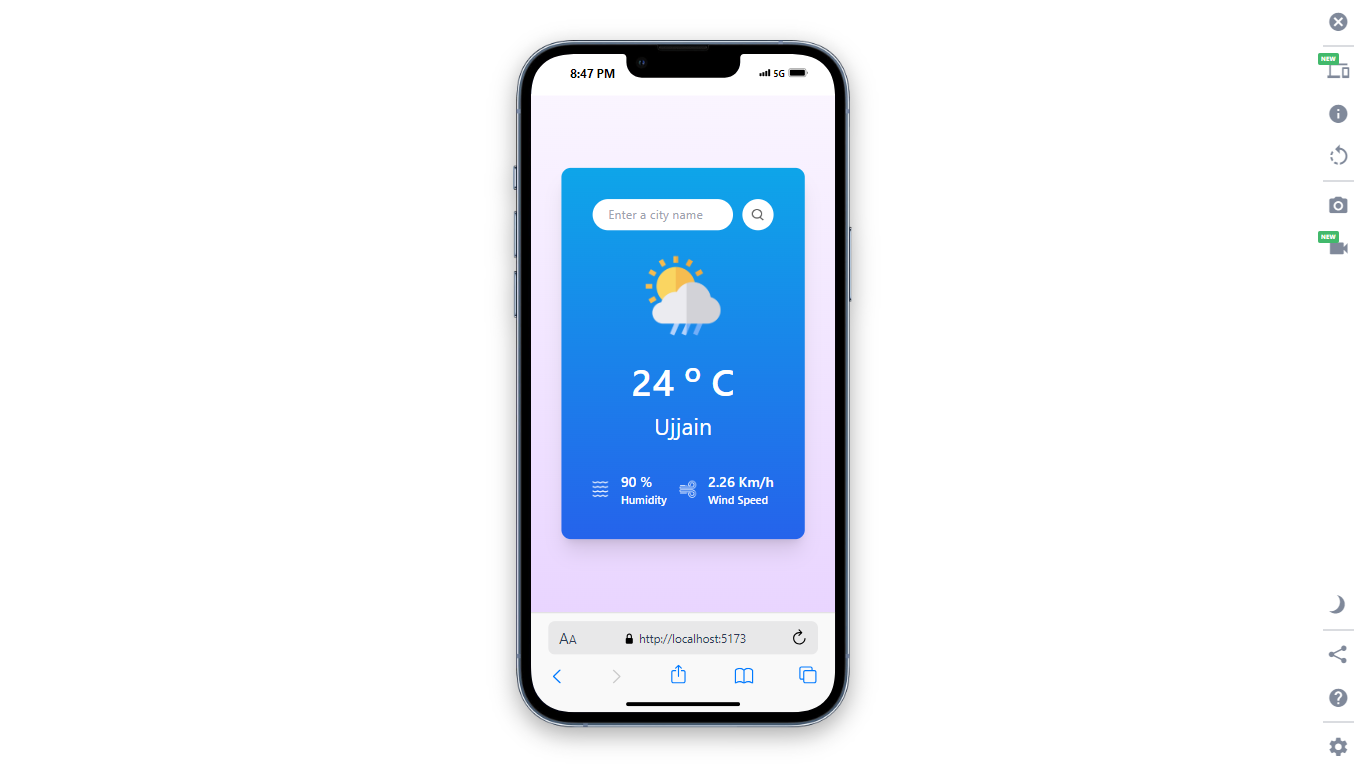 8:47 PM
5G
NEW
Enter a city name
NEW
24 ° C
Ujjain
90 %
Humidity
2.26 Km/h
Wind Speed
AA
http://localhost:5173